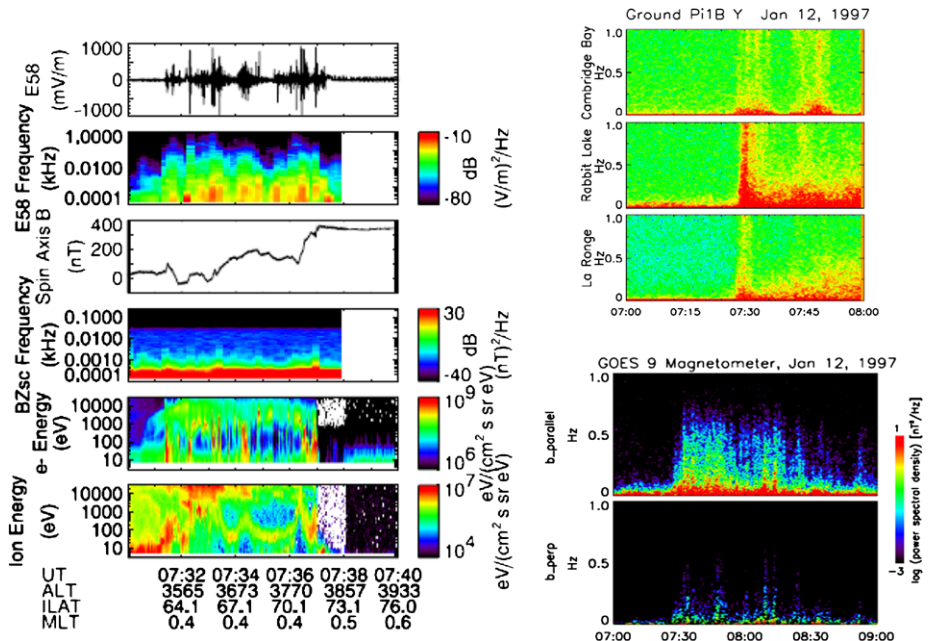 1000
0
-1000
E58
(mV/m)
1.0000
0.0100
0.0001
E58 Frequency
(kHz)
-10
dB
-80
(V/m)²/Hz
400
200
0
Spin Axis B
(nT)
0.1000
0.0100
0.0010
0.0001
BZsc Frequency
(kHz)
30
dB
-40
(nT)²/Hz
10000
1000
100
10
e- Energy
(eV)
10⁹
10⁶
eV/(cm² s sr eV)
10000
1000
100
10
Ion Energy
(eV)
10⁷
10⁴
eV/(cm² s sr eV)
UT 07:32 07:34 07:36 07:38 07:40
ALT 3565 3673 3770 3857 3933
ILAT 64.1 67.1 70.1 73.1 76.0
MLT 0.4 0.4 0.4 0.5 0.6
Ground Pi1B Y Jan 12, 1997
Cambridge Bay
Hz
1.0
0.5
0
Rabbit Lake
Hz
1.0
0.5
0
La Ronge
Hz
1.0
0.5
0
07:00 07:15 07:30 07:45 08:00
GOES 9 Magnetometer, Jan 12, 1997
b_parallel
Hz
1.0
0.5
0
b_perp
Hz
1.0
0.5
0
07:00 07:30 08:00 08:30 09:00
1
-3
log (power spectral density) [nT²/Hz]